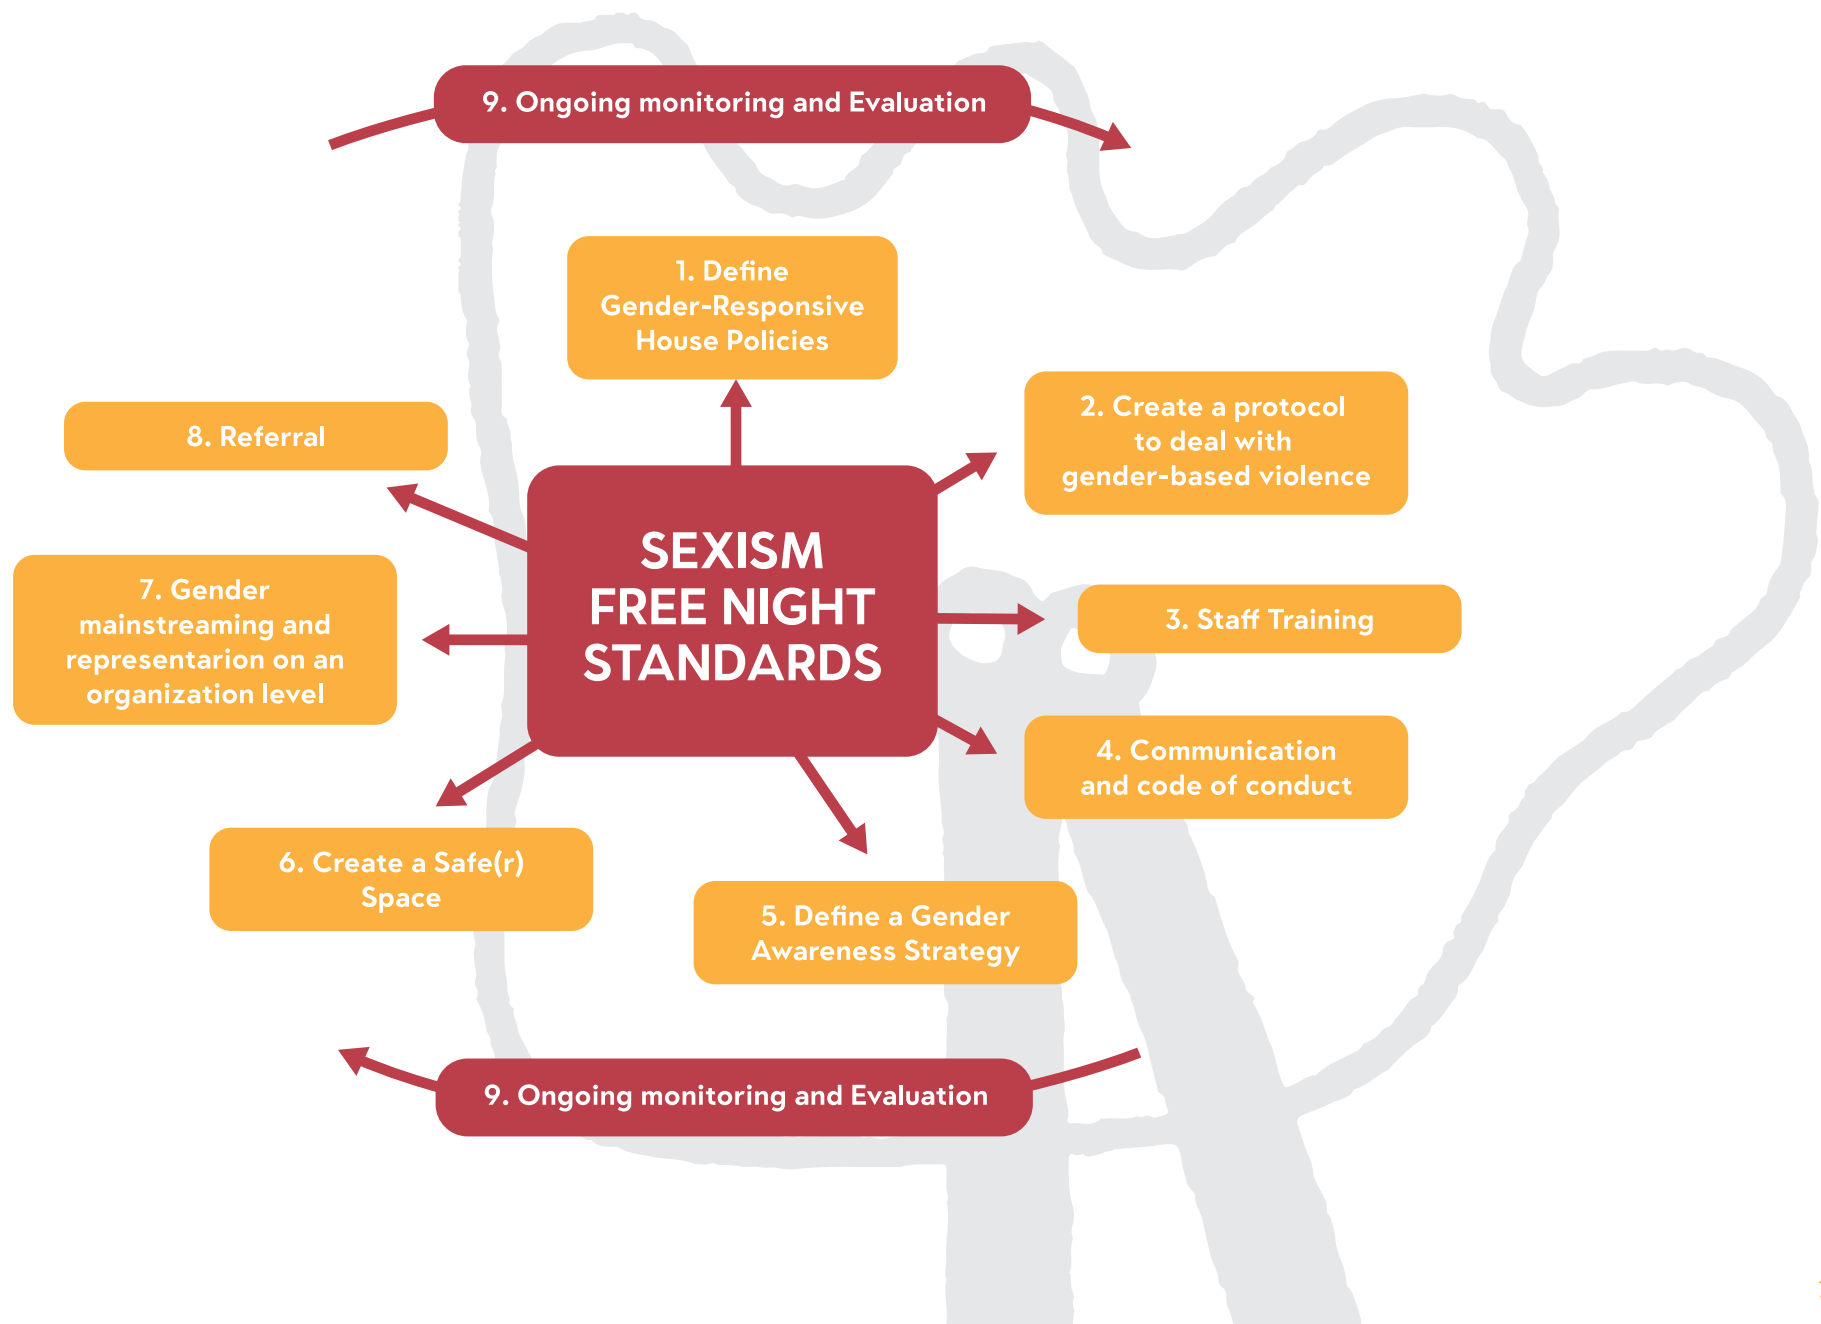 9. Ongoing monitoring and Evaluation
1. Define
Gender-Responsive
House Policies
2. Create a protocol
to deal with
gender-based violence
8. Referral
SEXISM
FREE NIGHT
STANDARDS
7. Gender
mainstreaming and
representarion on an
organization level
3. Staff Training
4. Communication
and code of conduct
6. Create a Safe(r)
Space
5. Define a Gender
Awareness Strategy
9. Ongoing monitoring and Evaluation